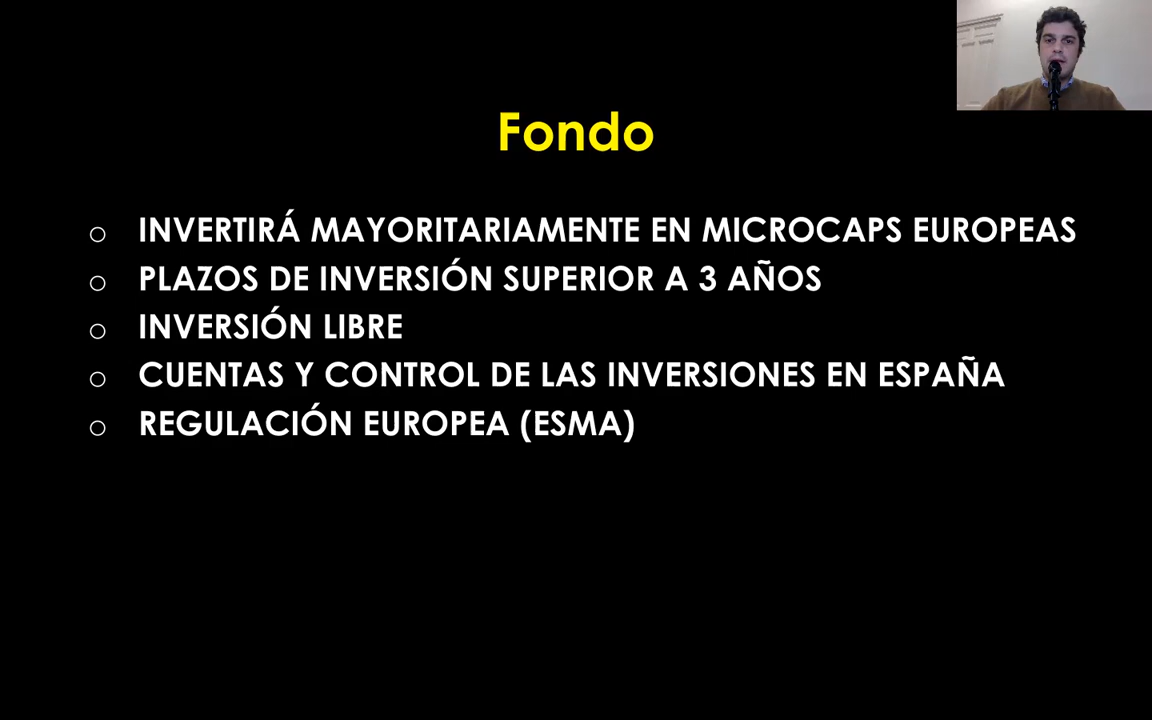 Fondo
INVERTIRÁ MAYORITARIAMENTE EN MICROCAPS EUROPEAS
PLAZOS DE INVERSIÓN SUPERIOR A 3 AÑOS
INVERSIÓN LIBRE
CUENTAS Y CONTROL DE LAS INVERSIONES EN ESPAÑA
REGULACIÓN EUROPEA (ESMA)